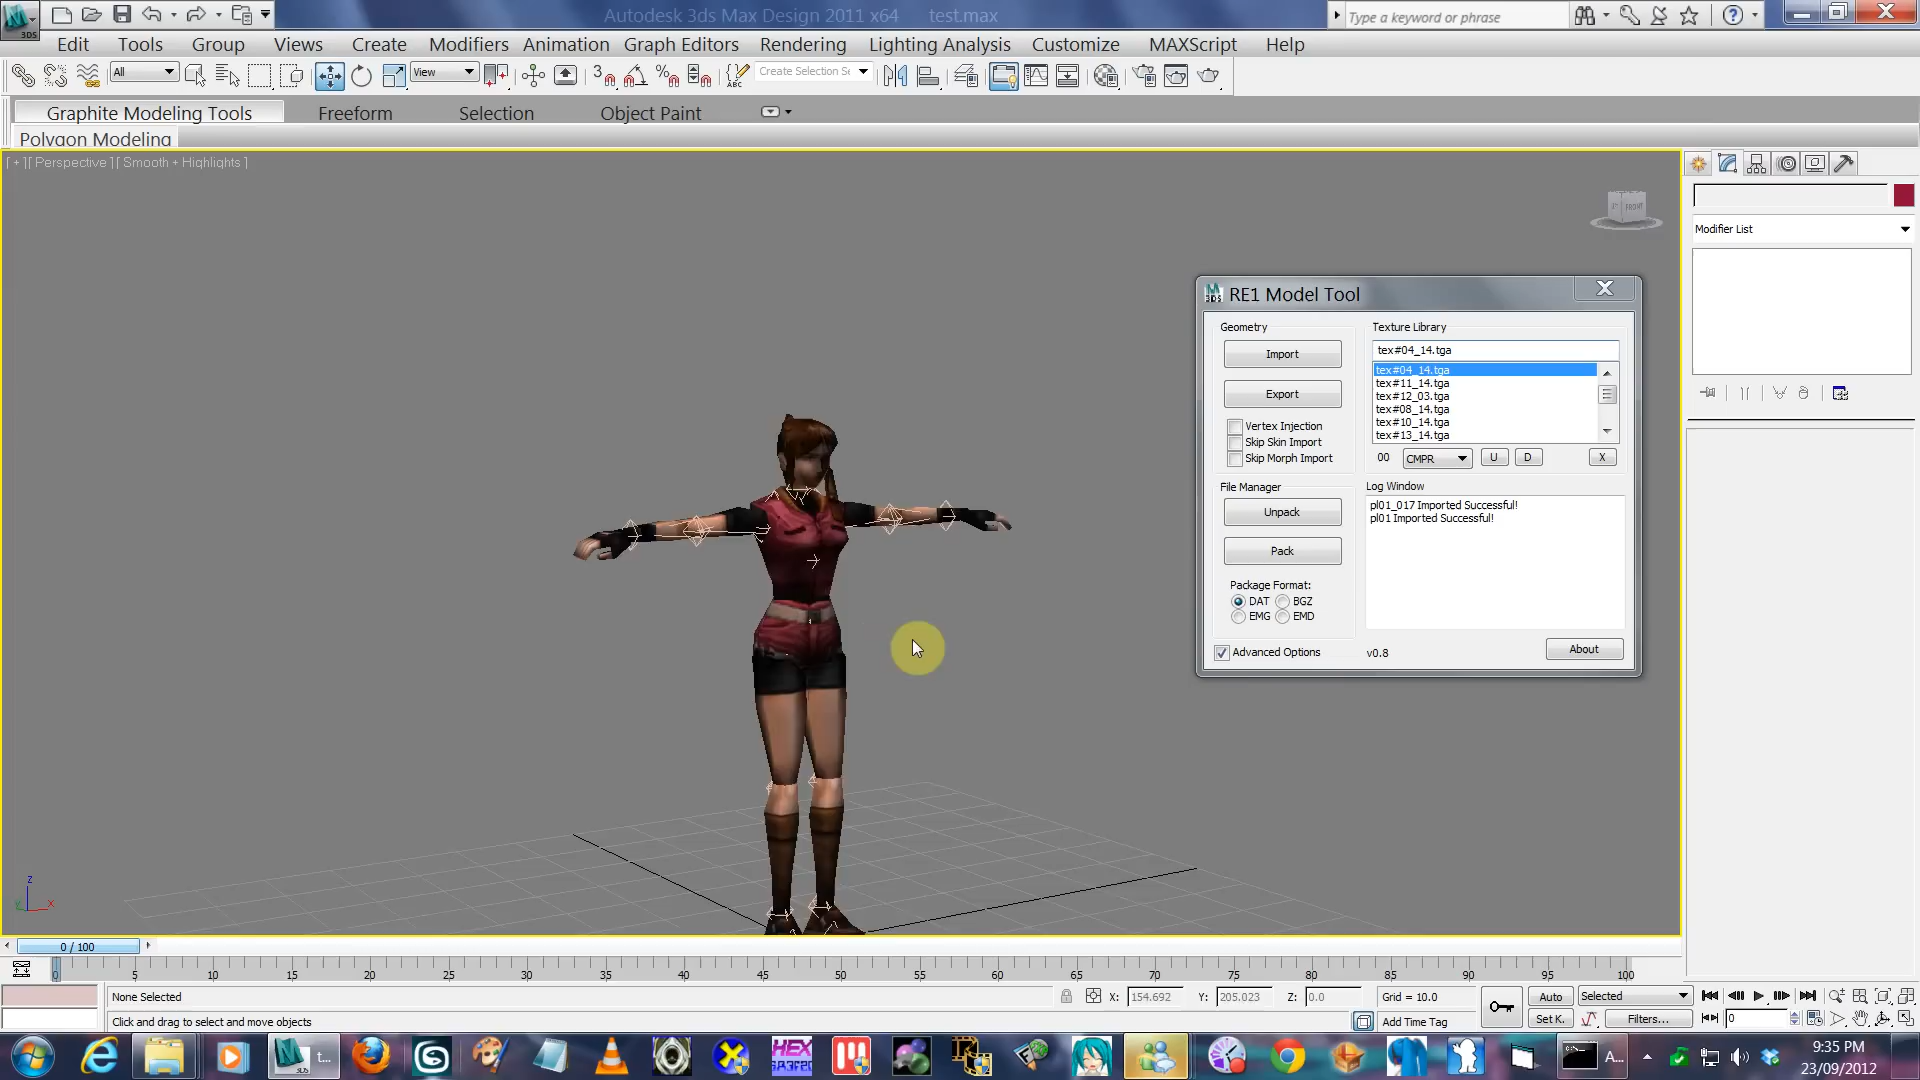 Autodesk 3ds Max Design 2011 x64 test.max
Type a keyword or phrase
3DS
Edit Tools Group Views Create Modifiers Animation Graph Editors Rendering Lighting Analysis Customize MAXScript Help
All
View
3
ABC
Create Selection Se
Graphite Modeling Tools Freeform Selection Object Paint
Polygon Modeling
[ + ][ Perspective ][ Smooth + Highlights ]
FRONT
Modifier List
RE1 Model Tool
Geometry
Import
Export
Vertex Injection
Skip Skin Import
Skip Morph Import
File Manager
Unpack
Pack
Package Format:
DAT BGZ
EMG EMD
Advanced Options
Texture Library
tex#04_14.tga
tex#04_14.tga
tex#11_14.tga
tex#12_03.tga
tex#08_14.tga
tex#10_14.tga
tex#13_14.tga
00 CMPR U D X
Log Window
pl01_017 Imported Successful!
pl01 Imported Successful!
v0.8
About
Z
X
0 / 100
0 5 10 15 20 25 30 35 40 45 50 55 60 65 70 75 80 85 90 95 100
None Selected
X: 154.692 Y: 205.023 Z: 0.0 Grid = 10.0
Auto Selected
Click and drag to select and move objects
Add Time Tag
Set K. Filters... 0
t...
HEX
A...
9:35 PM
23/09/2012